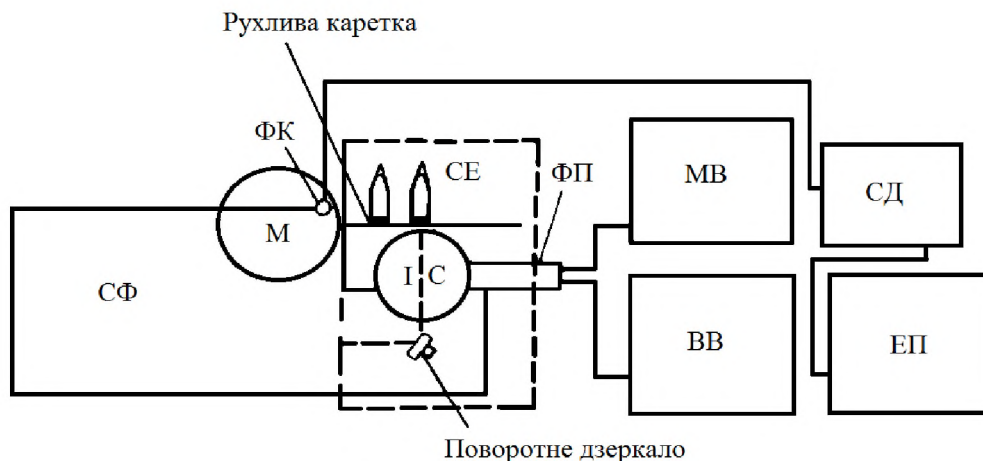 Рухлива каретка
ФК
СЕ
ФП
МВ
СД
М
СФ
І С
ВВ
ЕП
Поворотне дзеркало